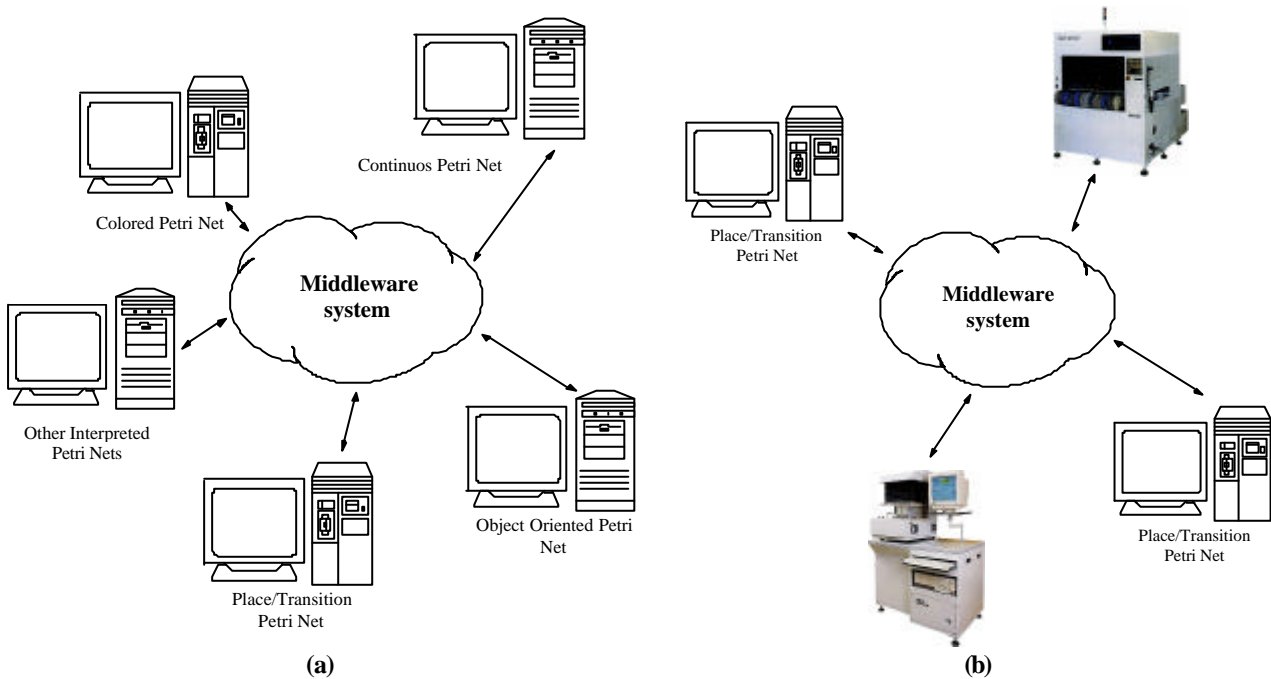 Continuos Petri Net
Colored Petri Net
Middleware
system
Other Interpreted
Petri Nets
Object Oriented Petri
Net
Place/Transition
Petri Net
(a)
Place/Transition
Petri Net
Middleware
system
Place/Transition
Petri Net
(b)